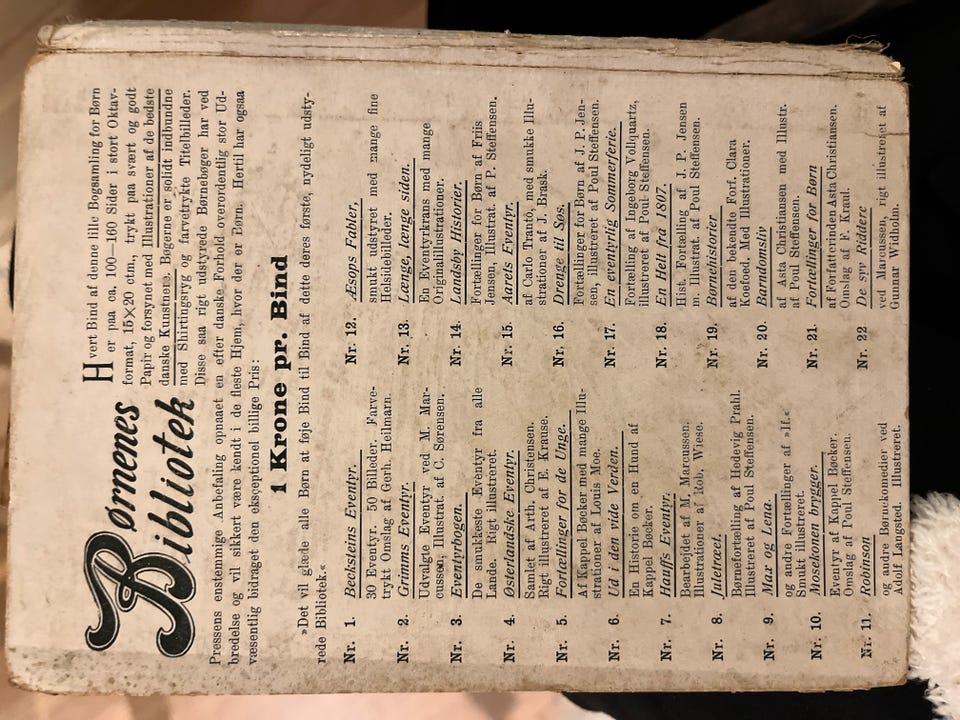 Børnenes
Bibliotek
Hvert Bind af denne lille Bogsamling for Børn
er paa ca. 100—160 Sider i stort Oktav-
format, 15×20 ctm., trykt paa svært og godt
Papir og forsynet med Illustrationer af de bedste
danske Kunstnere. Bøgerne er solidt indbundne
med Shirtingsryg og farvetrykte Titelbilleder.
Disse saa rigt udstyrede Børnebøger har ved
Pressens enstemmige Anbefaling opnaaet en efter danske Forhold overordentlig stor Ud-
bredelse og vil sikkert være kendt i de fleste Hjem, hvor der er Børn. Hertil har ogsaa
væsentlig bidraget den exceptionel billige Pris:
1 Krone pr. Bind
»Det vil glæde alle Børn at føje Bind til Bind af dette deres første, nydeligt udsty-
rede Bibliotek.«
Nr. 1. Bechsteins Eventyr.
30 Eventyr. 50 Billeder. Farve-
trykt Omslag af Gerh. Heilmann.
Nr. 2. Grimms Eventyr.
Udvalgte Eventyr ved M. Mar-
cussen, Illustrat. af C. Sørensen.
Nr. 3. Eventyrbogen.
De smukkeste Eventyr fra alle
Lande. Rigt illustreret.
Nr. 4. Østerlandske Eventyr.
Samlet af Arth. Christensen.
Rigt illustreret af E. Krause.
Nr. 5. Fortællinger for de Unge.
Af Kappel Bøcker med mange Illu-
strationer af Louis Moe.
Nr. 6. Ud i den vide Verden.
En Historie om en Hund af
Kappel Bøcker.
Nr. 7. Hauffs Eventyr.
Bearbejdet af M. Marcussen.
Illustrationer af Rob. Wiese.
Nr. 8. Juletræet.
Børnefortælling af Hedevig Prahl.
Illustreret af Poul Steffensen.
Nr. 9. Max og Lena.
og andre Fortællinger af »If.«
Smukt illustreret.
Nr. 10. Mosekonen brygger.
Eventyr af Kappel Bøcker.
Omslag af Poul Steffensen.
Nr. 11. Robinson
og andre Børnekomedier ved
Adolf Langsted. Illustreret.
Nr. 12. Æsops Fabler,
smukt udstyret med mange fine
Helsidebilleder.
Nr. 13. Længe, længe siden.
En Eventyrkrans med mange
Originalillustrationer.
Nr. 14. Landsby Historier.
Fortællinger for Børn af Friis
Jensen. Illustrat. af P. Steffensen.
Nr. 15. Aarets Eventyr.
af Carlo Trantô, med smukke Illu-
strationer af J. Brask.
Nr. 16. Drenge til Søs.
Fortællinger for Børn af J. P. Jen-
sen, illustreret af Poul Steffensen.
Nr. 17. En eventyrlig Sommerferie.
Fortælling af Ingeborg Vollquartz,
illustreret af Poul Steffensen.
Nr. 18. En Helt fra 1807.
Hist. Fortælling af J. P. Jensen
m. Illustrat. af Poul Steffensen.
Nr. 19. Børnehistorier
af den bekendte Forf. Clara
Koefoed. Med Illustrationer.
Nr. 20. Barndomsliv
af Asta Christiansen med Illustr.
af Poul Steffensen.
Nr. 21. Fortællinger for Børn
af Forfatterinden Asta Christiansen.
Omslag af F. Kraul.
Nr. 22 De syv Riddere
ved Marcussen, rigt illustreret af
Gunnar Widholm.